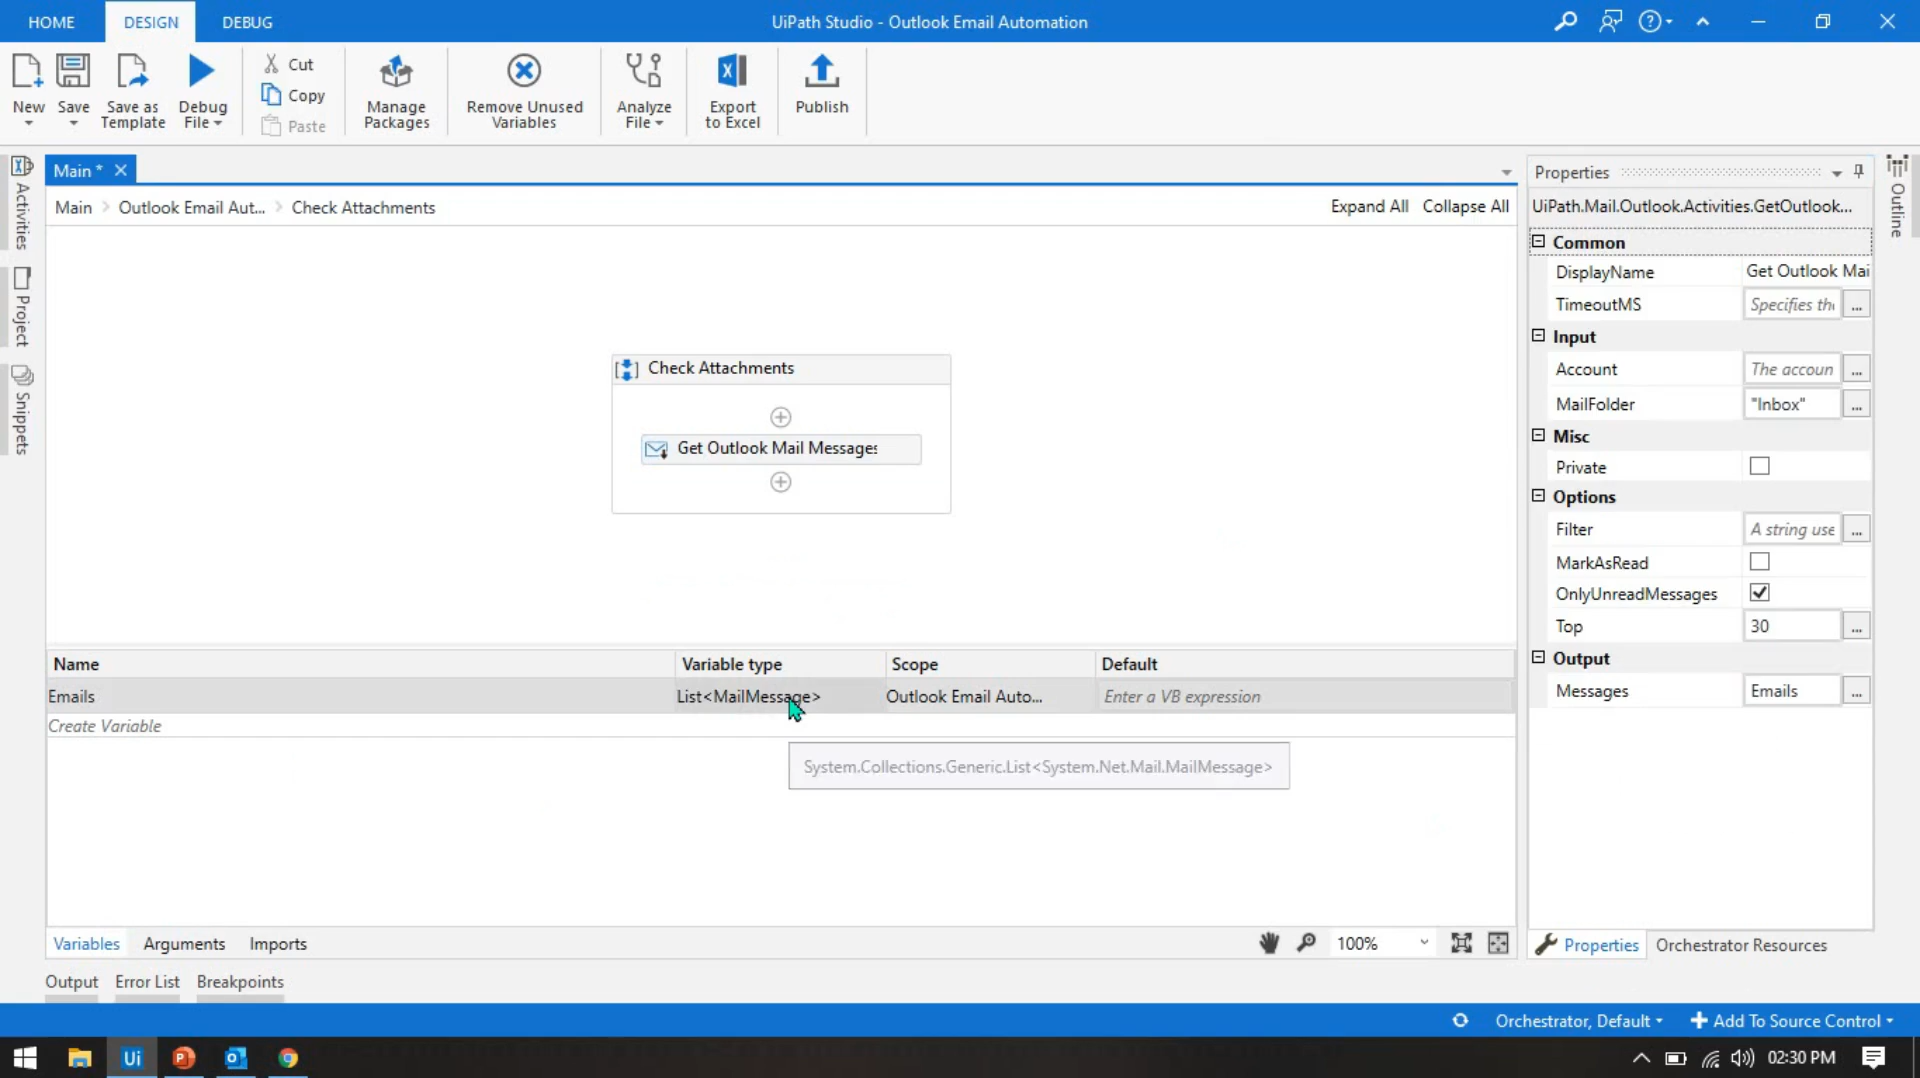 HOME DESIGN DEBUG UiPath Studio - Outlook Email Automation
New Save Save as Template Debug File Cut Copy Paste Manage Packages Remove Unused Variables Analyze File Export to Excel Publish
Main * Properties
Main Outlook Email Aut... Check Attachments Expand All Collapse All UiPath.Mail.Outlook.Activities.GetOutlook...
Activities
Project
Snippets
Outline
Check Attachments
Get Outlook Mail Messages
Common
DisplayName Get Outlook Mai
TimeoutMS Specifies the ...
Input
Account The accoun ...
MailFolder "Inbox" ...
Misc
Private
Options
Filter A string use ...
MarkAsRead
OnlyUnreadMessages
Top 30 ...
Output
Messages Emails ...
Name Variable type Scope Default
Emails List<MailMessage> Outlook Email Auto... Enter a VB expression
Create Variable
System.Collections.Generic.List<System.Net.Mail.MailMessage>
Variables Arguments Imports 100% Properties Orchestrator Resources
Output Error List Breakpoints
Orchestrator, Default Add To Source Control
Ui 02:30 PM